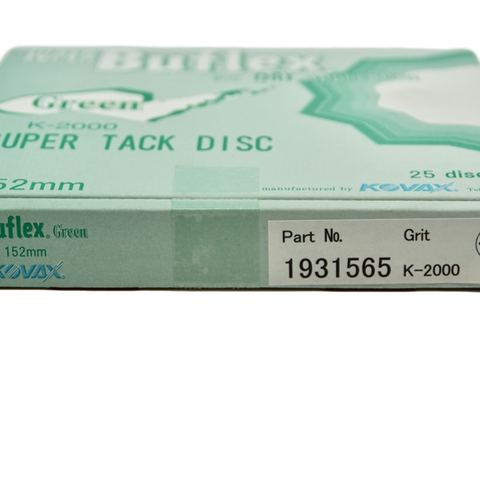 Buflex
Green
K-2000
SUPER TACK DISC
152mm
25 disc
manufactured by KOVAX
Buflex Green
152mm
KOVAX
Part No. Grit
1931565 K-2000